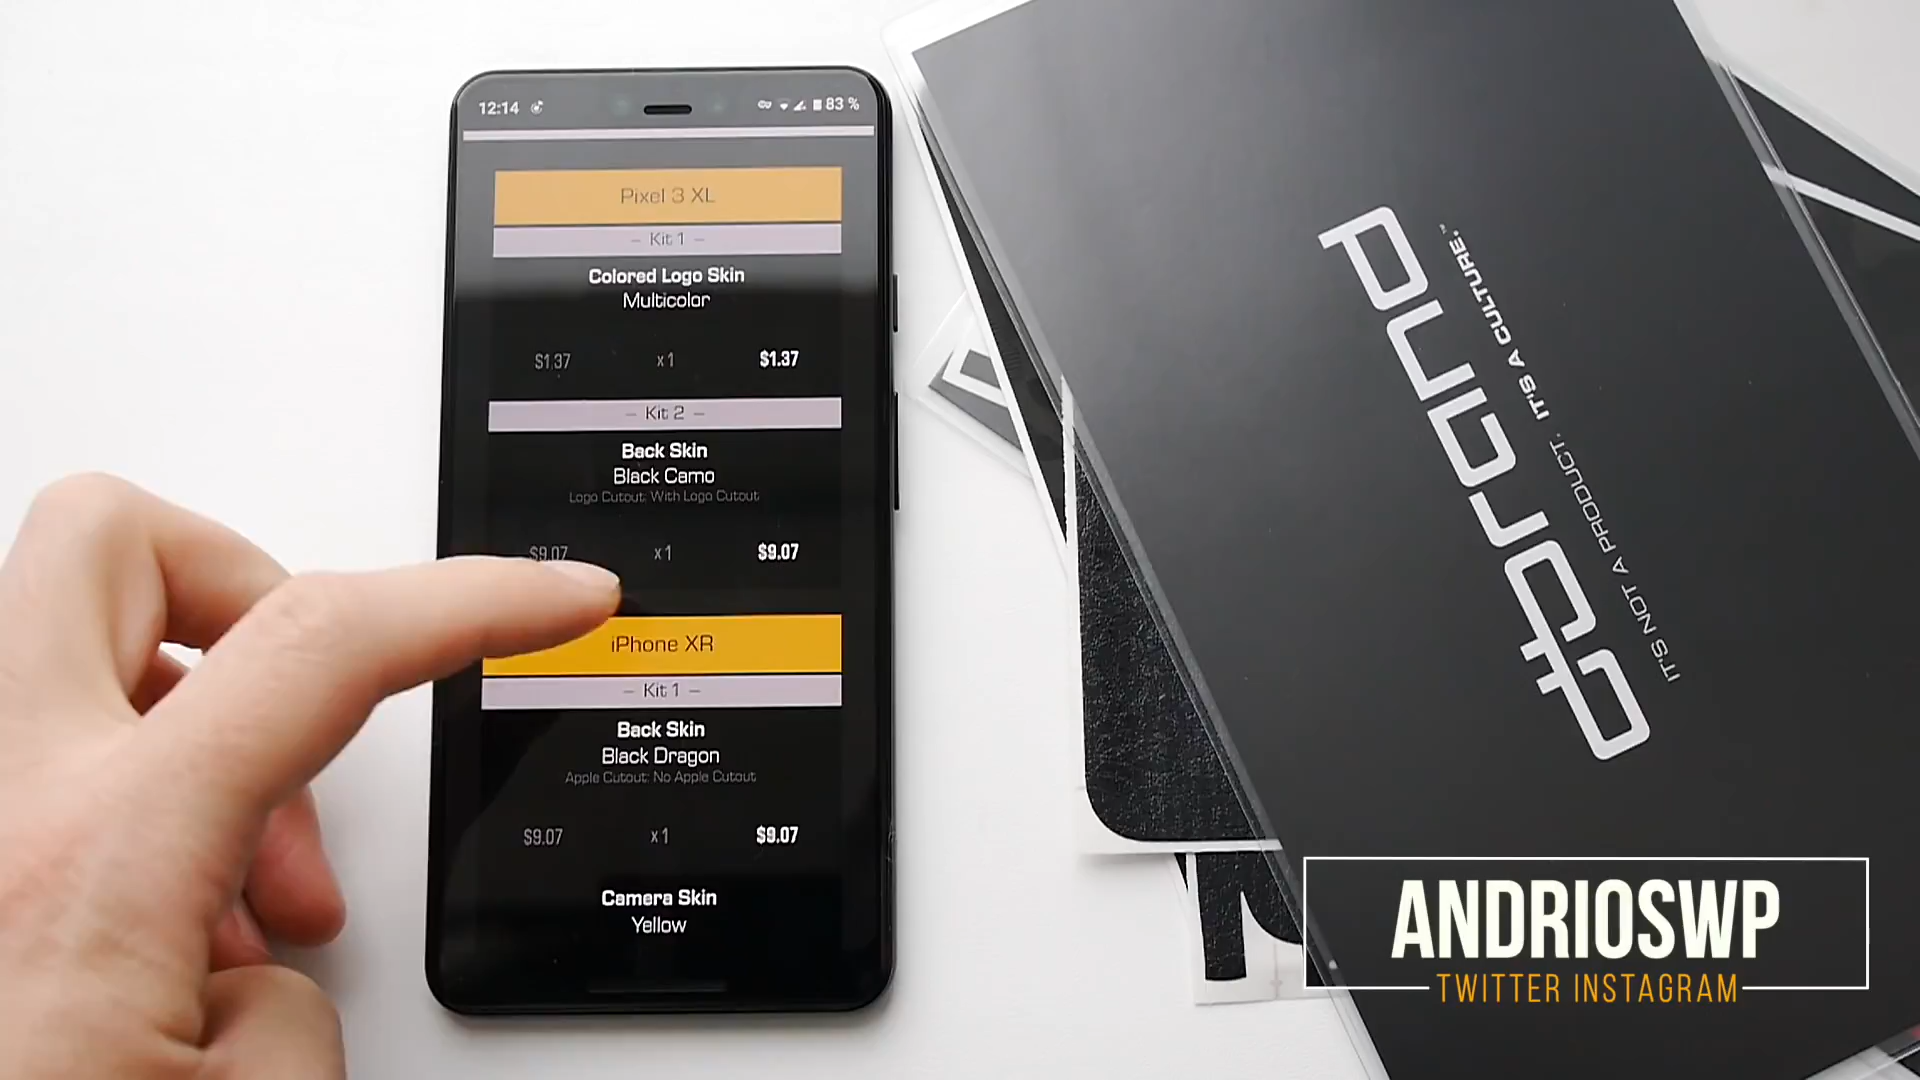 12:14
83 %
Pixel 3 XL
– Kit 1 –
Colored Logo Skin
Multicolor
$1.37 x 1 $1.37
– Kit 2 –
Back Skin
Black Camo
Logo Cutout: With Logo Cutout
$9.07 x 1 $9.07
iPhone XR
– Kit 1 –
Back Skin
Black Dragon
Apple Cutout: No Apple Cutout
$9.07 x 1 $9.07
Camera Skin
Yellow
dbrand
IT'S NOT A PRODUCT. IT'S A CULTURE.™
ANDRIOSWP
TWITTER INSTAGRAM